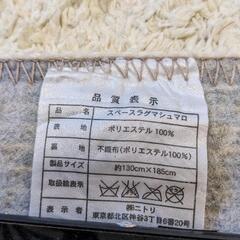 品質表示
品名 スペースラグマシュマロ
表地 ポリエステル100%
裏地 不織布(ポリエステル100%)
製品サイズ 約130cm×185cm
取扱絵表示
表示者 ㈱ニトリ
東京都北区神谷3丁目6番20号